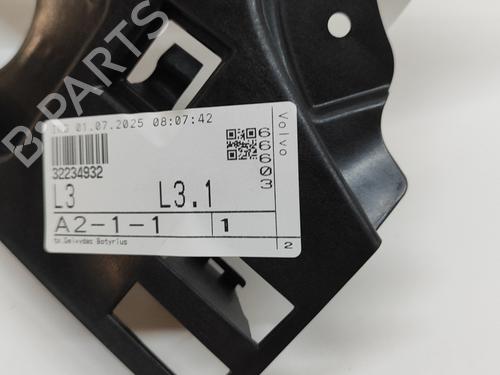 B-PARTS
01.07.2025 08:07:42
32234932
L3 L3.1
A2-1-1 1
Volvo
66603
2